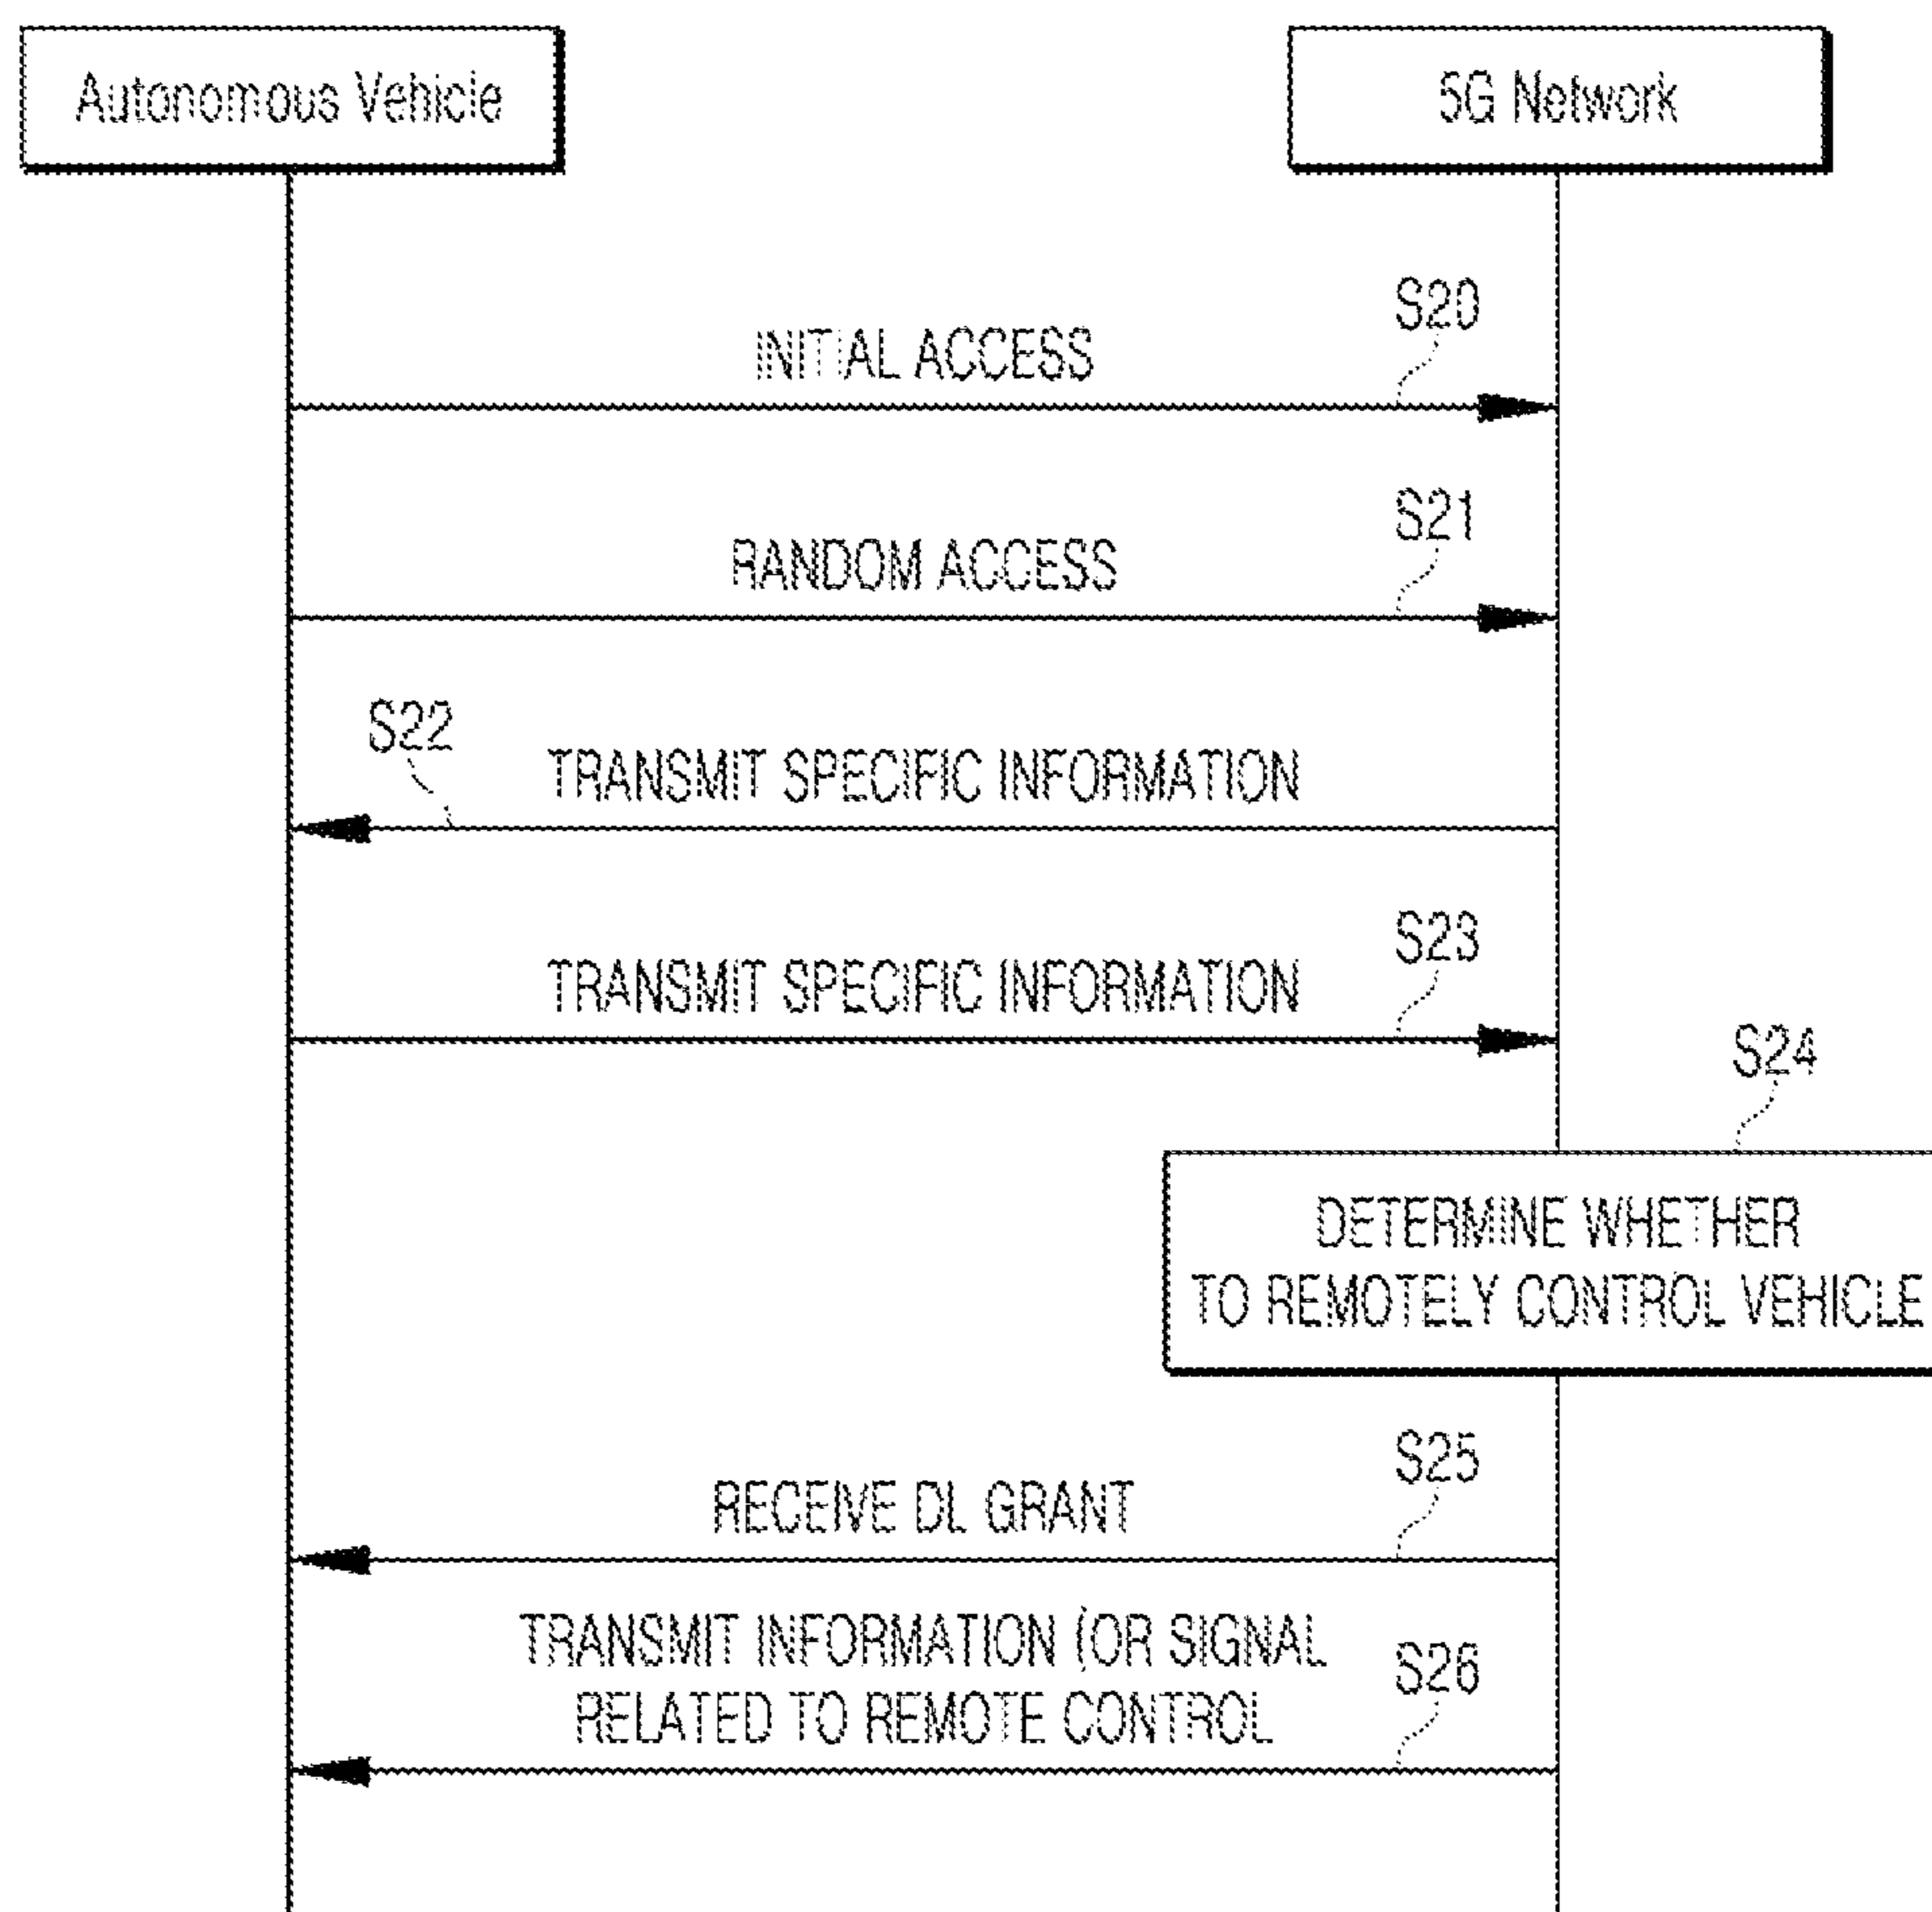 Autonomous Vehicle
5G Network
S20
INITIAL ACCESS
S21
RANDOM ACCESS
S22
TRANSMIT SPECIFIC INFORMATION
S23
TRANSMIT SPECIFIC INFORMATION
S24
DETERMINE WHETHER
TO REMOTELY CONTROL VEHICLE
S25
RECEIVE DL GRANT
TRANSMIT INFORMATION (OR SIGNAL
S26
RELATED TO REMOTE CONTROL